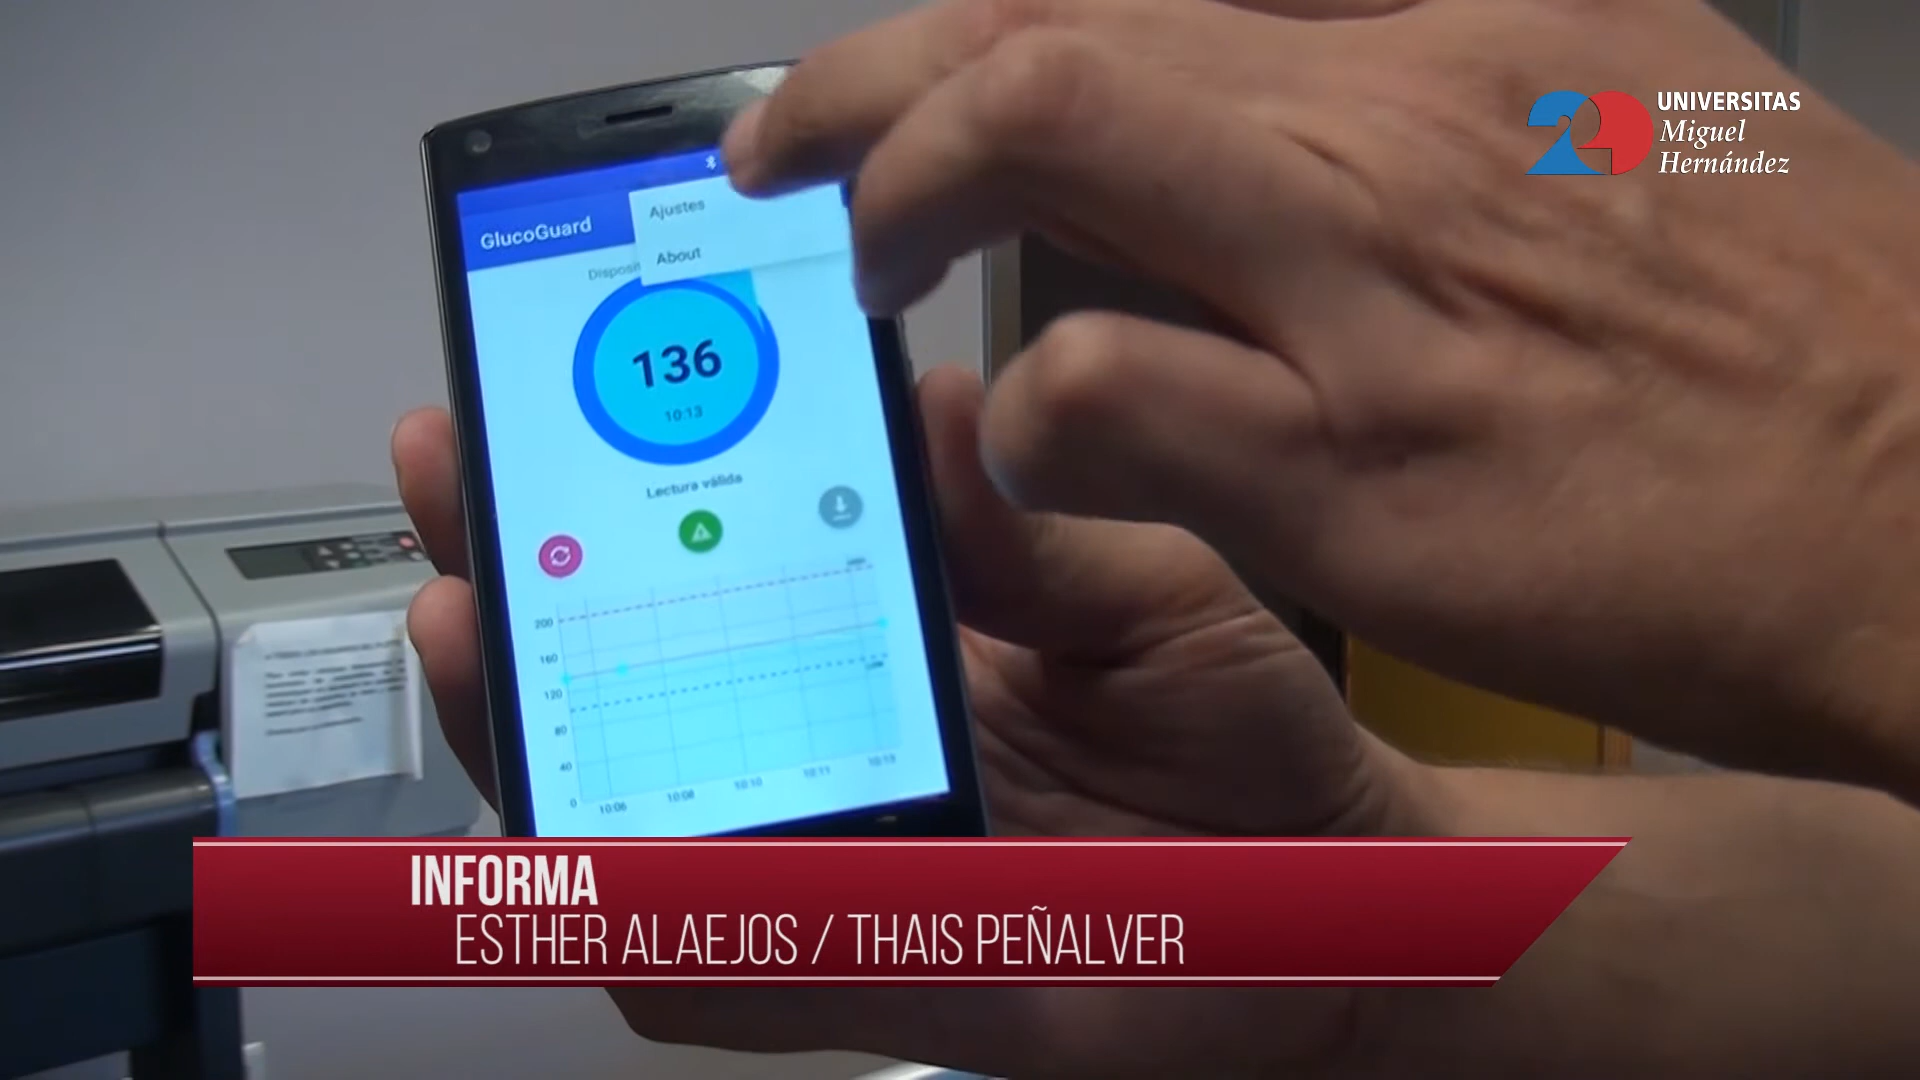 UNIVERSITAS
Miguel
Hernández
Ajustes
GlucoGuard
About
136
10:13
Lectura válida
200
160
120
80
40
0
10:06
10:08
10:10
10:11
10:13
INFORMA
ESTHER ALAEJOS / THAIS PEÑALVER